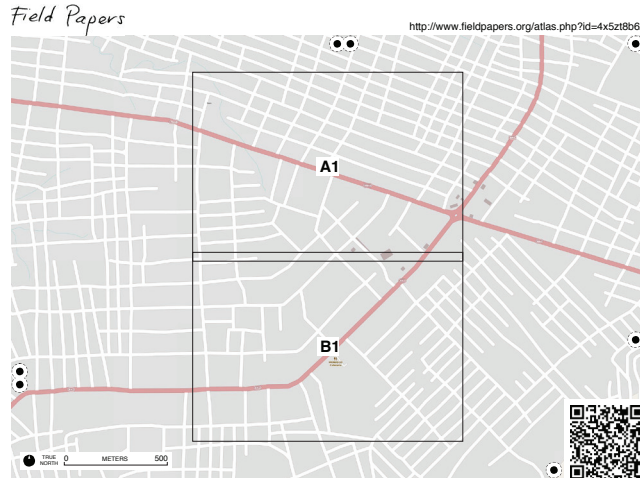 Field Papers
http://www.fieldpapers.org/atlas.php?id=4x5zt8b6
A1
B1
TRUE
NORTH
0 METERS 500